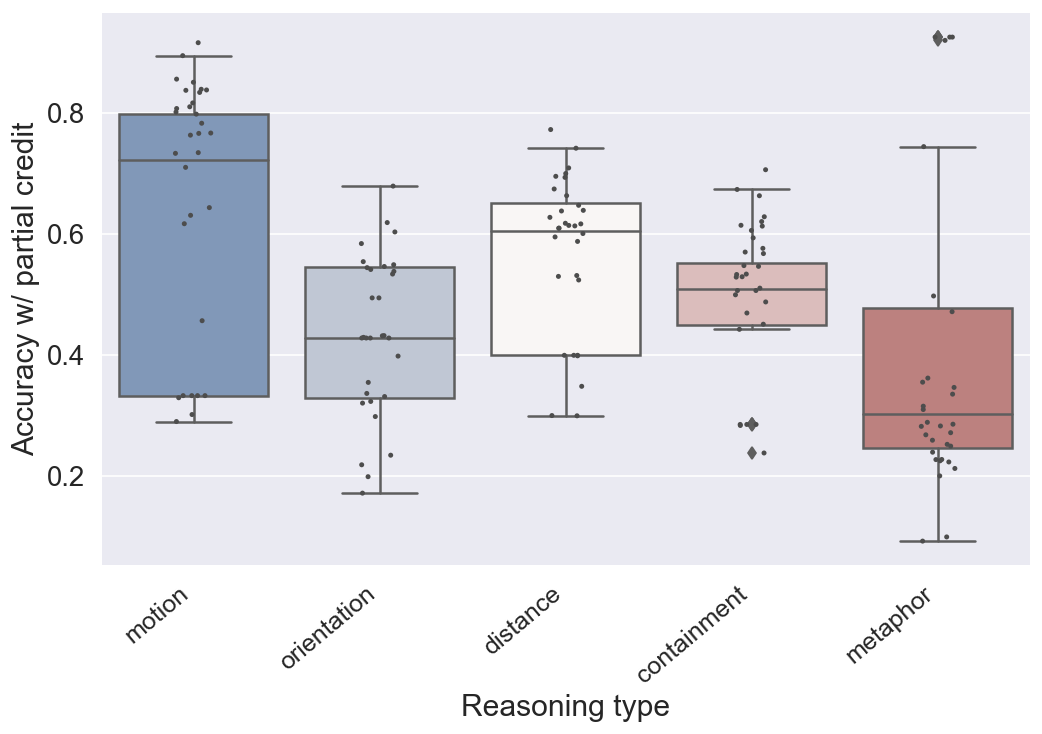 Accuracy w/ partial credit
0.8
0.6
0.4
0.2
motion
orientation
distance
containment
metaphor
Reasoning type